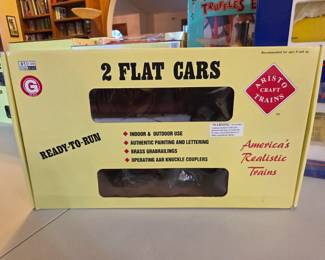 TRUFFLES E
2 FLAT CARS
G
READY-TO-RUN
ARISTO
CRAFT
TRAINS
♦ INDOOR & OUTDOOR USE
♦ AUTHENTIC PAINTING AND LETTERING
♦ BRASS GRABRAILINGS
♦ OPERATING AAR KNUCKLE COUPLERS
America's
Realistic
Trains